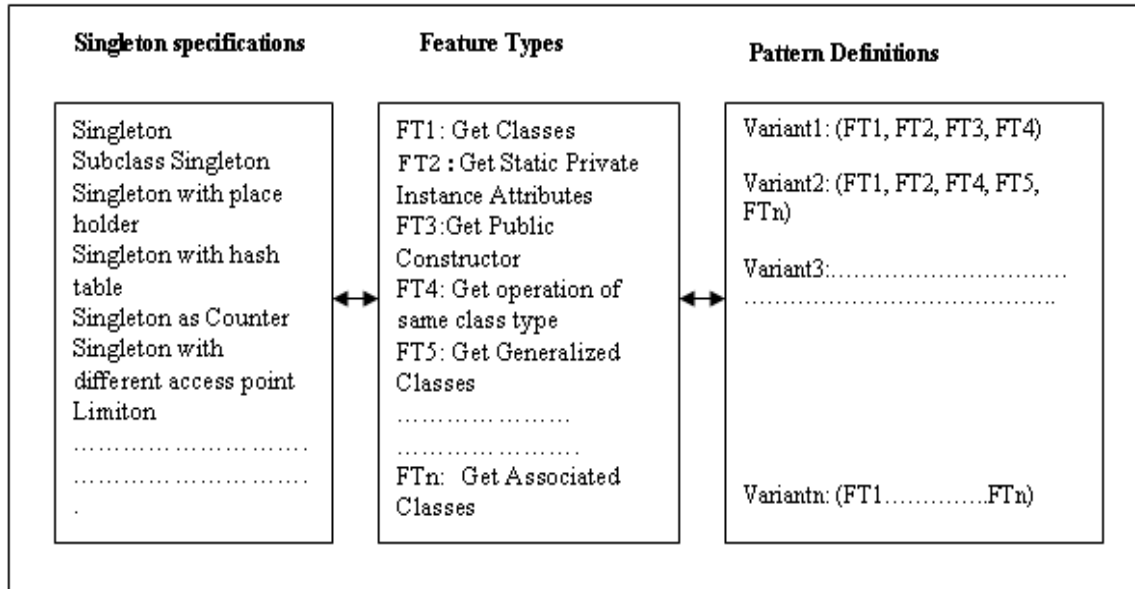 Singleton specifications
Feature Types
Pattern Definitions
Singleton
Subclass Singleton
Singleton with place
holder
Singleton with hash
table
Singleton as Counter
Singleton with
different access point
Limiton
……………………….
……………………….
.
FT1: Get Classes
FT2 : Get Static Private
Instance Attributes
FT3:Get Public
Constructor
FT4: Get operation of
same class type
FT5: Get Generalized
Classes
…………………
………………….
FTn: Get Associated
Classes
Variant1: (FT1, FT2, FT3, FT4)
Variant2: (FT1, FT2, FT4, FT5,
FTn)
Variant3:…………………………
………………………………….
Variantn: (FT1………….FTn)